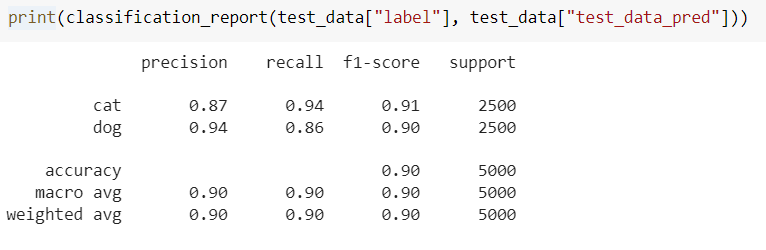 print(classification_report(test_data["label"], test_data["test_data_pred"]))
precision recall f1-score support
cat 0.87 0.94 0.91 2500
dog 0.94 0.86 0.90 2500
accuracy 0.90 5000
macro avg 0.90 0.90 0.90 5000
weighted avg 0.90 0.90 0.90 5000